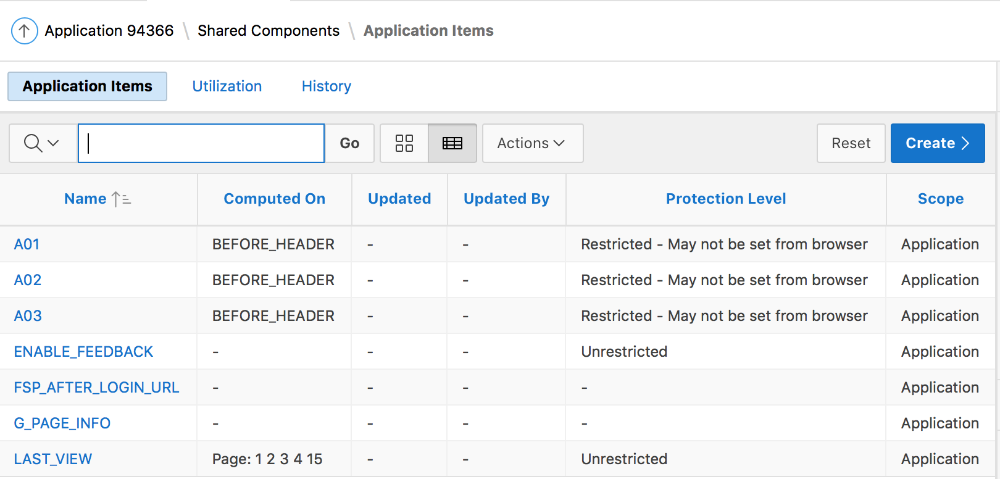 Application 94366 \ Shared Components \ Application Items
Application Items Utilization History
Go Actions Reset Create
Name Computed On Updated Updated By Protection Level Scope
A01 BEFORE_HEADER - - Restricted - May not be set from browser Application
A02 BEFORE_HEADER - - Restricted - May not be set from browser Application
A03 BEFORE_HEADER - - Restricted - May not be set from browser Application
ENABLE_FEEDBACK - - - Unrestricted Application
FSP_AFTER_LOGIN_URL - - - - Application
G_PAGE_INFO - - - - Application
LAST_VIEW Page: 1 2 3 4 15 - - Unrestricted Application